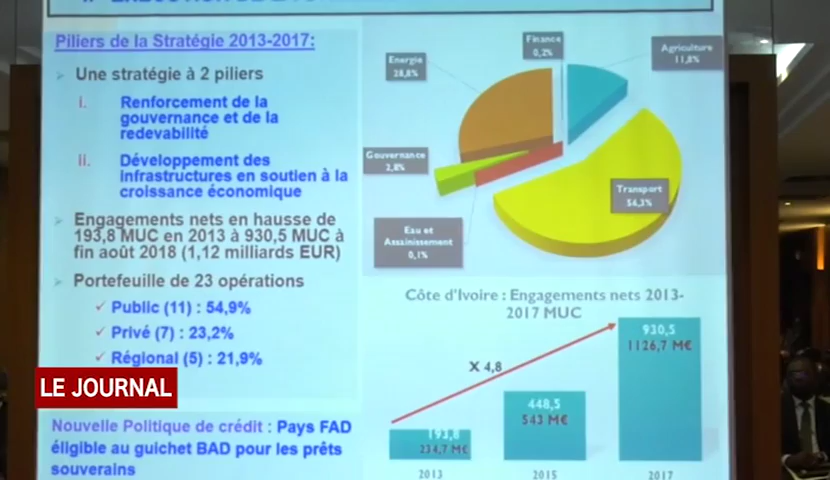 Piliers de la Stratégie 2013-2017:
Une stratégie à 2 piliers
i. Renforcement de la
gouvernance et de la
redevabilité
ii. Développement des
infrastructures en soutien à la
croissance économique
Engagements nets en hausse de
193,8 MUC en 2013 à 930,5 MUC à
fin août 2018 (1,12 milliards EUR)
Portefeuille de 23 opérations
Public (11) : 54,9%
Privé (7) : 23,2%
Régional (5) : 21,9%
LE JOURNAL
Nouvelle Politique de crédit : Pays FAD
éligible au guichet BAD pour les prêts
souverains
Finance
0,2%
Agriculture
11,8%
Energie
28,8%
Gouvernance
2,8%
Transport
54,3%
Eau et
Assainissement
0,1%
Côte d'Ivoire : Engagements nets 2013-
2017 MUC
930,5
1126,7 M€
X 4,8
448,5
543 M€
193,8
234,7 M€
2013 2015 2017